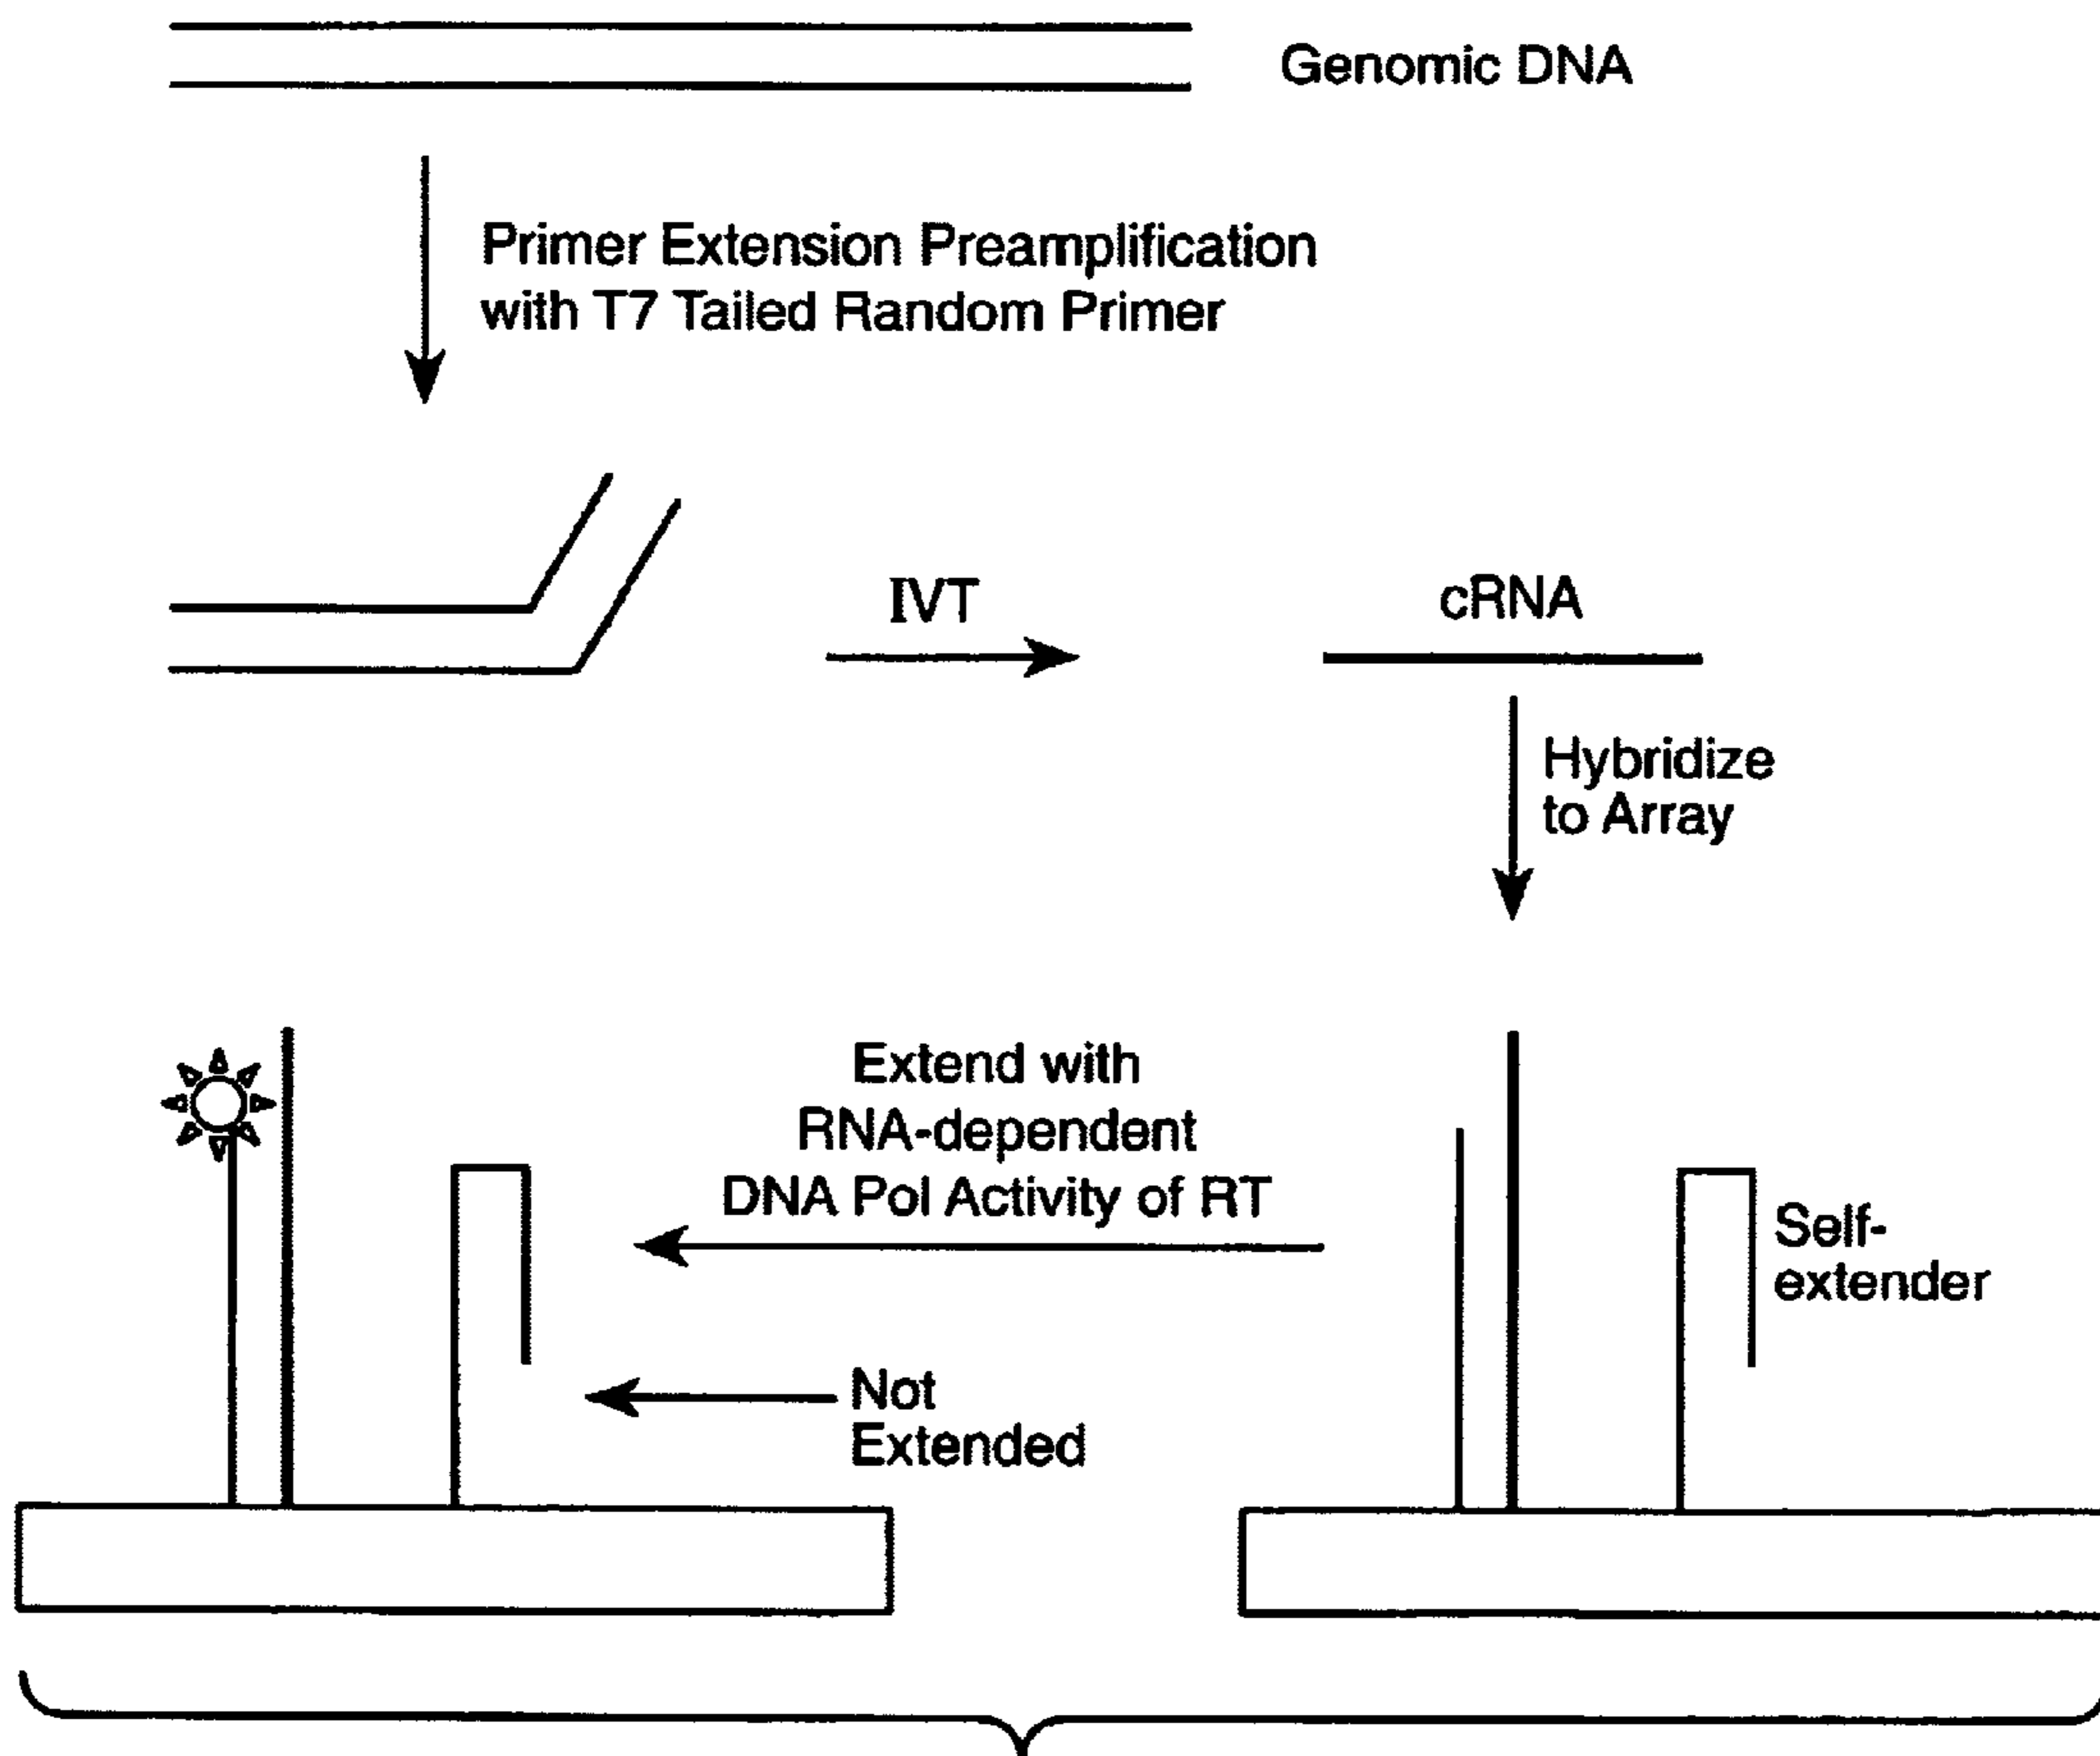 Genomic DNA
Primer Extension Preamplification
with T7 Tailed Random Primer
IVT
cRNA
Hybridize
to Array
Extend with
RNA-dependent
DNA Pol Activity of RT
Self-
extender
Not
Extended